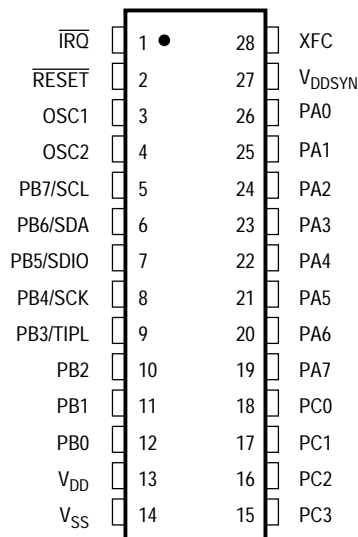 I̅R̅Q̅ 1 28 XFC
R̅E̅S̅E̅T̅ 2 27 VDDSYN
OSC1 3 26 PA0
OSC2 4 25 PA1
PB7/SCL 5 24 PA2
PB6/SDA 6 23 PA3
PB5/SDIO 7 22 PA4
PB4/SCK 8 21 PA5
PB3/TIPL 9 20 PA6
PB2 10 19 PA7
PB1 11 18 PC0
PB0 12 17 PC1
VDD 13 16 PC2
VSS 14 15 PC3